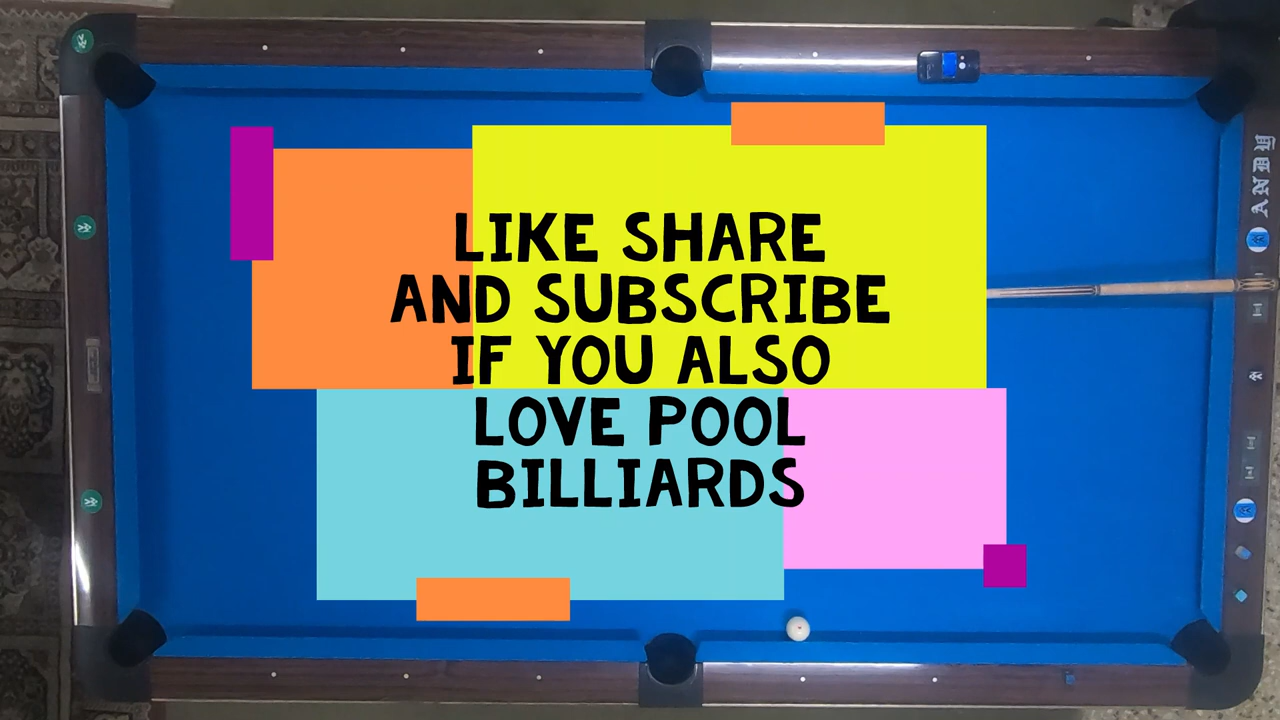 LIKE SHARE
AND SUBSCRIBE
IF YOU ALSO
LOVE POOL
BILLIARDS